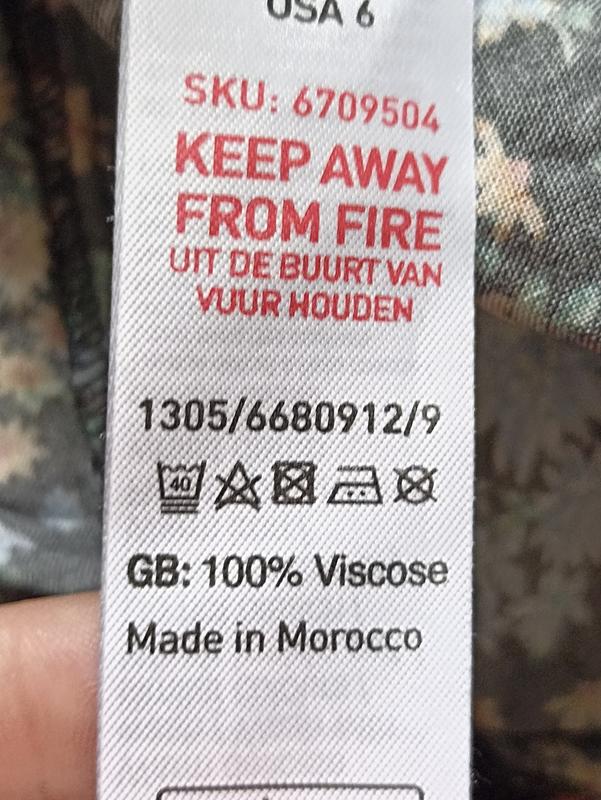 USA 6
SKU: 6709504
KEEP AWAY
FROM FIRE
UIT DE BUURT VAN
VUUR HOUDEN
1305/6680912/9
40
GB: 100% Viscose
Made in Morocco